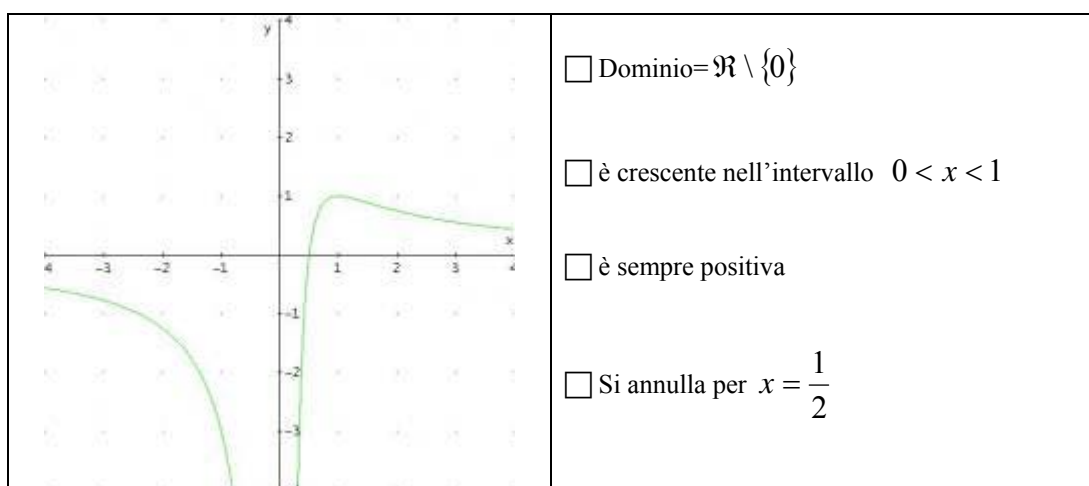 y
4
3
2
1
x
4 -3 -2 -1 1 2 3 4
-1
-2
-3
Dominio= ℜ \ {0}
è crescente nell'intervallo 0 < x < 1
è sempre positiva
Si annulla per x = 1/2